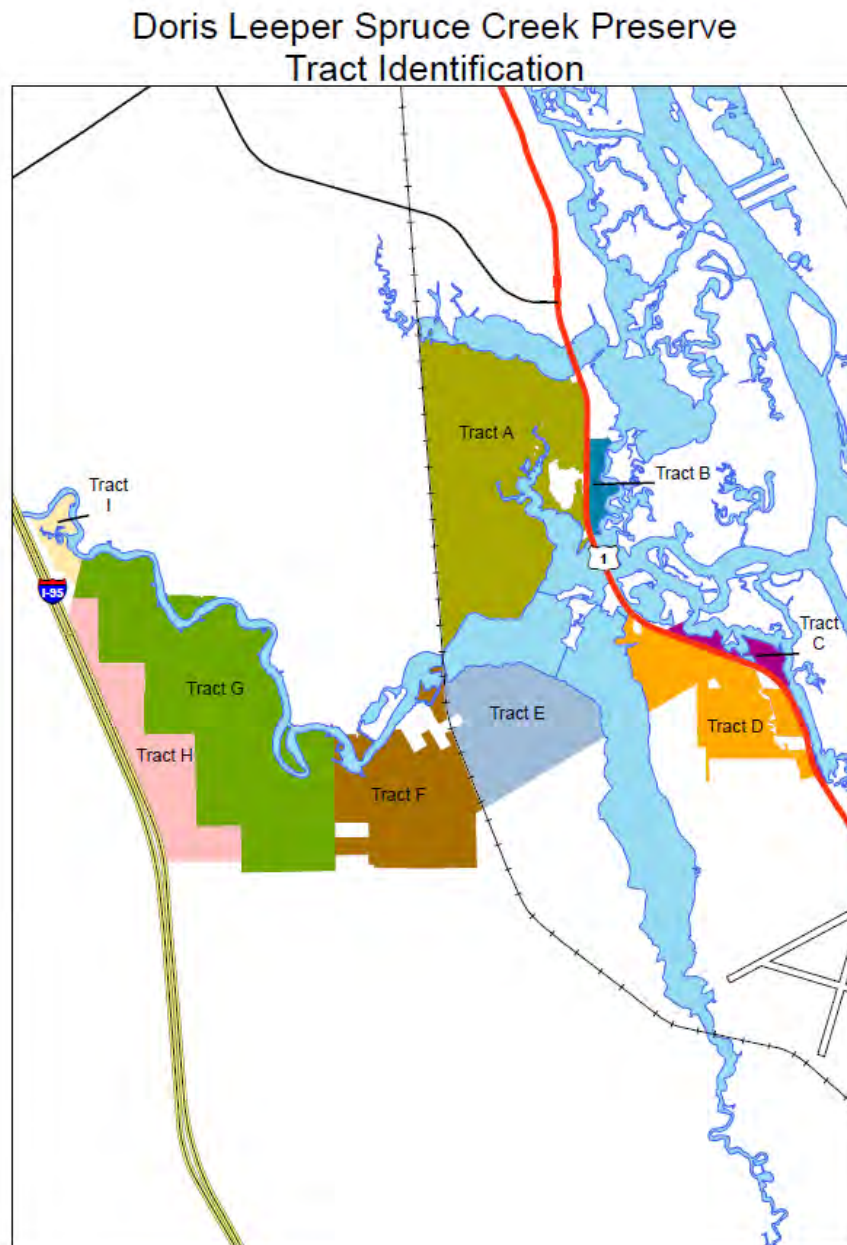 Doris Leeper Spruce Creek Preserve
Tract Identification
Tract A
Tract B
Tract
I
1
I-95
Tract
C
Tract G
Tract E
Tract D
Tract H
Tract F